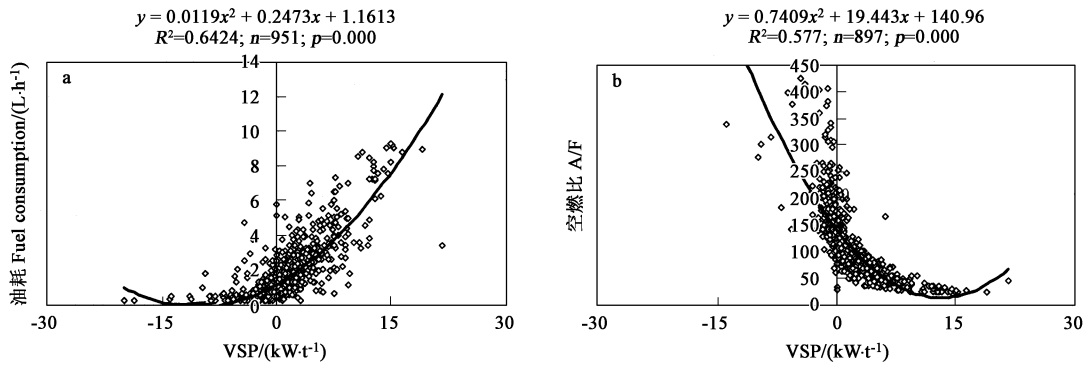 y = 0.0119x² + 0.2473x + 1.1613
R²=0.6424; n=951; p=0.000
a
油耗 Fuel consumption/(L·h⁻¹)
14
12
10
8
6
4
2
0
-30
-15
0
15
30
VSP/(kW·t⁻¹)
y = 0.7409x² + 19.443x + 140.96
R²=0.577; n=897; p=0.000
b
空燃比 A/F
450
400
350
300
250
200
150
100
50
0
-30
-15
0
15
30
VSP/(kW·t⁻¹)